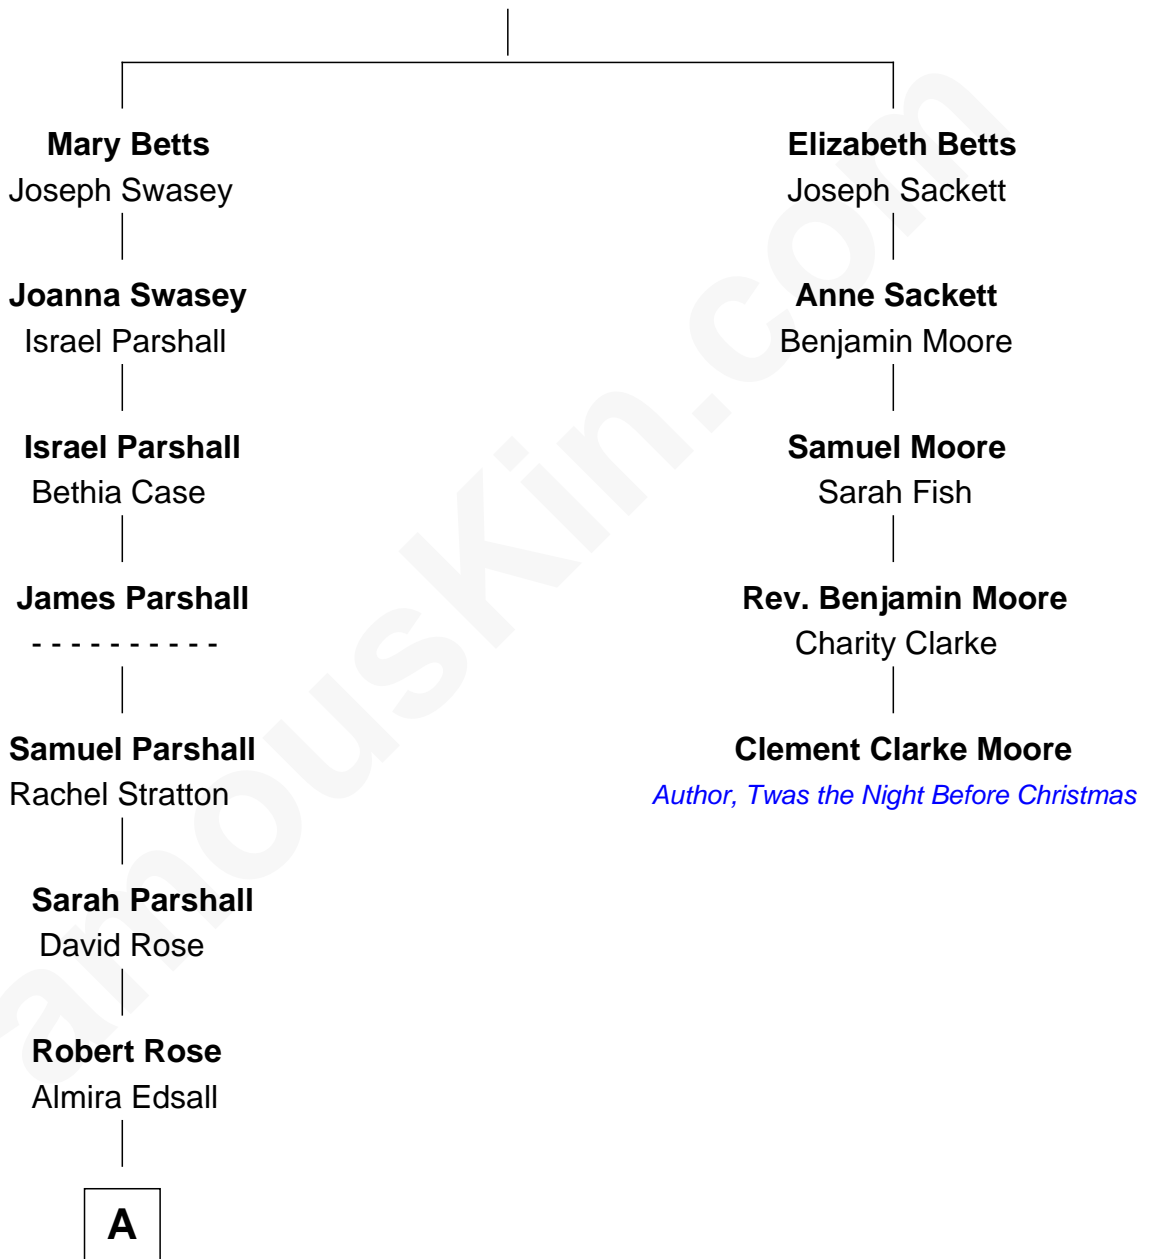 Mary Betts
Joseph Swasey
Elizabeth Betts
Joseph Sackett
Joanna Swasey
Israel Parshall
Anne Sackett
Benjamin Moore
Israel Parshall
Bethia Case
Samuel Moore
Sarah Fish
James Parshall
- - - - - - - - - -
Rev. Benjamin Moore
Charity Clarke
Samuel Parshall
Rachel Stratton
Clement Clarke Moore
Author, Twas the Night Before Christmas
Sarah Parshall
David Rose
Robert Rose
Almira Edsall
A
amousKin.com